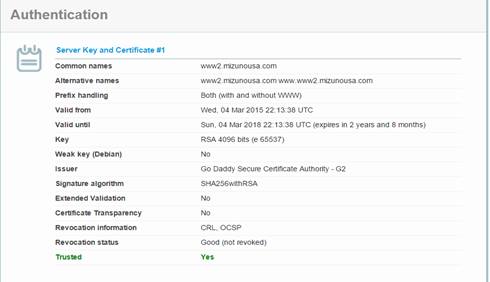 Authentication
Server Key and Certificate #1
Common names www2.mizunousa.com
Alternative names www2.mizunousa.com www.www2.mizunousa.com
Prefix handling Both (with and without WWW)
Valid from Wed, 04 Mar 2015 22:13:38 UTC
Valid until Sun, 04 Mar 2018 22:13:38 UTC (expires in 2 years and 8 months)
Key RSA 4096 bits (e 65537)
Weak key (Debian) No
Issuer Go Daddy Secure Certificate Authority - G2
Signature algorithm SHA256withRSA
Extended Validation No
Certificate Transparency No
Revocation information CRL, OCSP
Revocation status Good (not revoked)
Trusted Yes